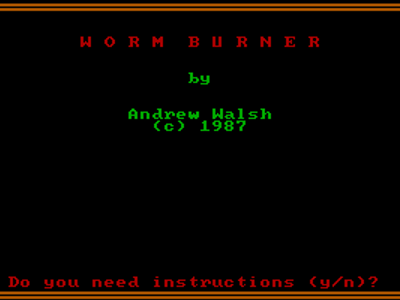 W O R M  B U R N E R
by
Andrew Walsh
(c) 1987
Do you need instructions (y/n)?